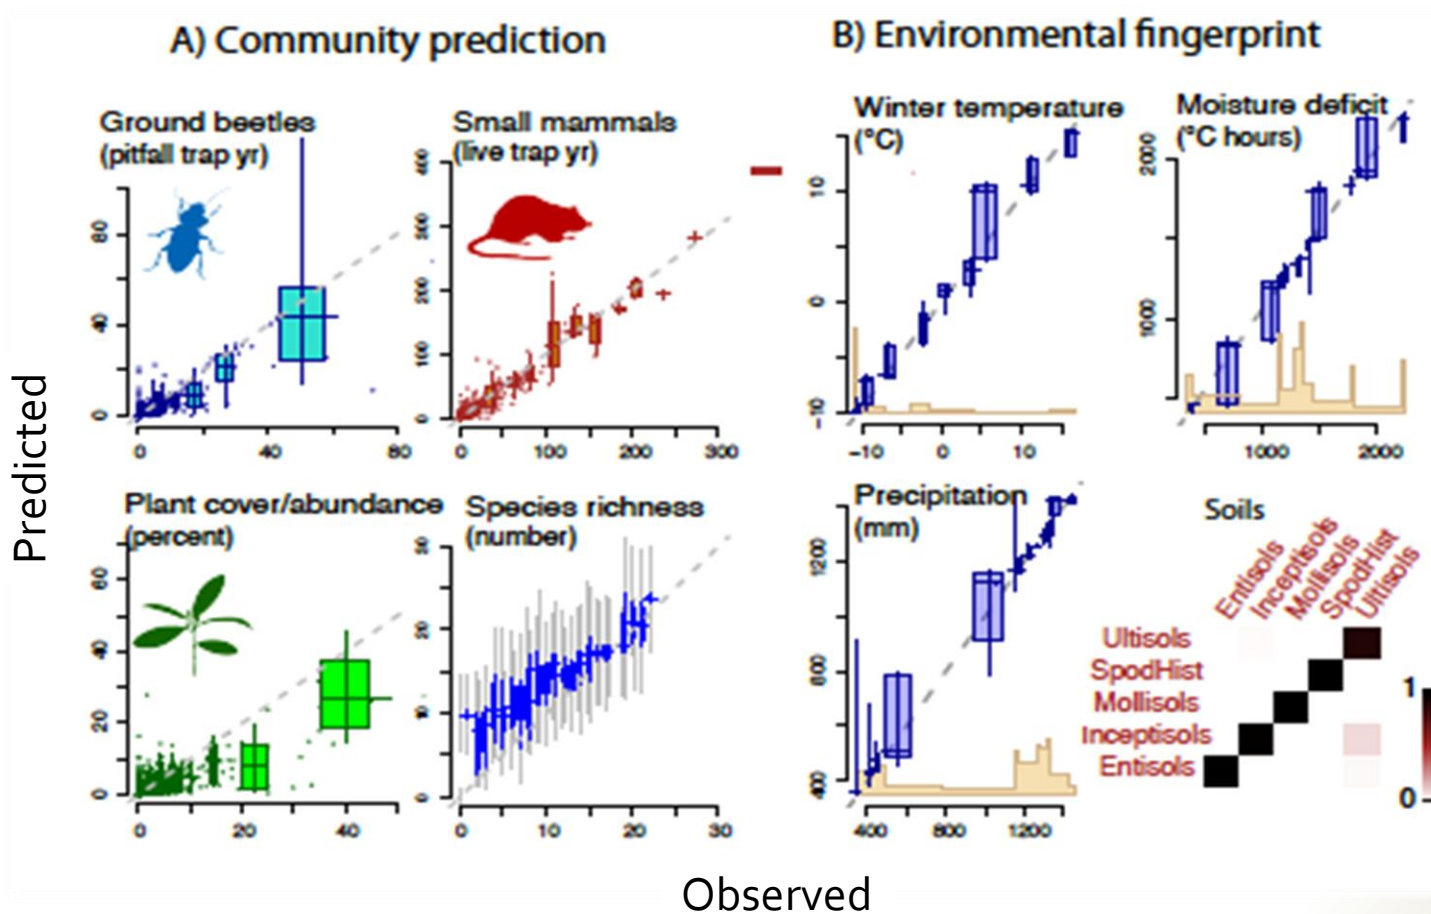 A) Community prediction
B) Environmental fingerprint
Ground beetles
(pitfall trap yr)
0
40
80
0
40
80
Small mammals
(live trap yr)
0
100
200
300
400
0
100
200
300
Winter temperature
(°C)
-10
0
10
-10
0
10
Moisture deficit
(°C hours)
1000
2000
1000
2000
Predicted
Plant cover/abundance
(percent)
0
20
40
60
0
20
40
Species richness
(number)
0
10
20
30
0
10
20
30
Precipitation
(mm)
400
800
1200
400
800
1200
Soils
Entisols
Inceptisols
Mollisols
SpodHist
Ultisols
Ultisols
SpodHist
Mollisols
Inceptisols
Entisols
1
0
Observed